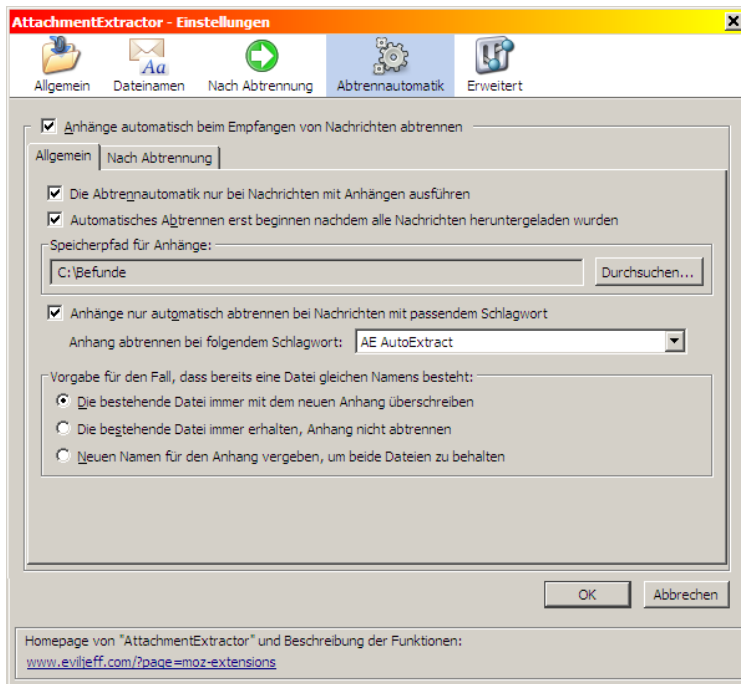 AttachmentExtractor - Einstellungen
Aa
Allgemein Dateinamen Nach Abtrennung Abtrennautomatik Erweitert
Anhänge automatisch beim Empfangen von Nachrichten abtrennen
Allgemein Nach Abtrennung
Die Abtrennautomatik nur bei Nachrichten mit Anhängen ausführen
Automatisches Abtrennen erst beginnen nachdem alle Nachrichten heruntergeladen wurden
Speicherpfad für Anhänge:
C:\Befunde Durchsuchen...
Anhänge nur automatisch abtrennen bei Nachrichten mit passendem Schlagwort
Anhang abtrennen bei folgendem Schlagwort: AE AutoExtract
Vorgabe für den Fall, dass bereits eine Datei gleichen Namens besteht:
Die bestehende Datei immer mit dem neuen Anhang überschreiben
Die bestehende Datei immer erhalten, Anhang nicht abtrennen
Neuen Namen für den Anhang vergeben, um beide Dateien zu behalten
OK Abbrechen
Homepage von "AttachmentExtractor" und Beschreibung der Funktionen:
www.eviljeff.com/?page=moz-extensions